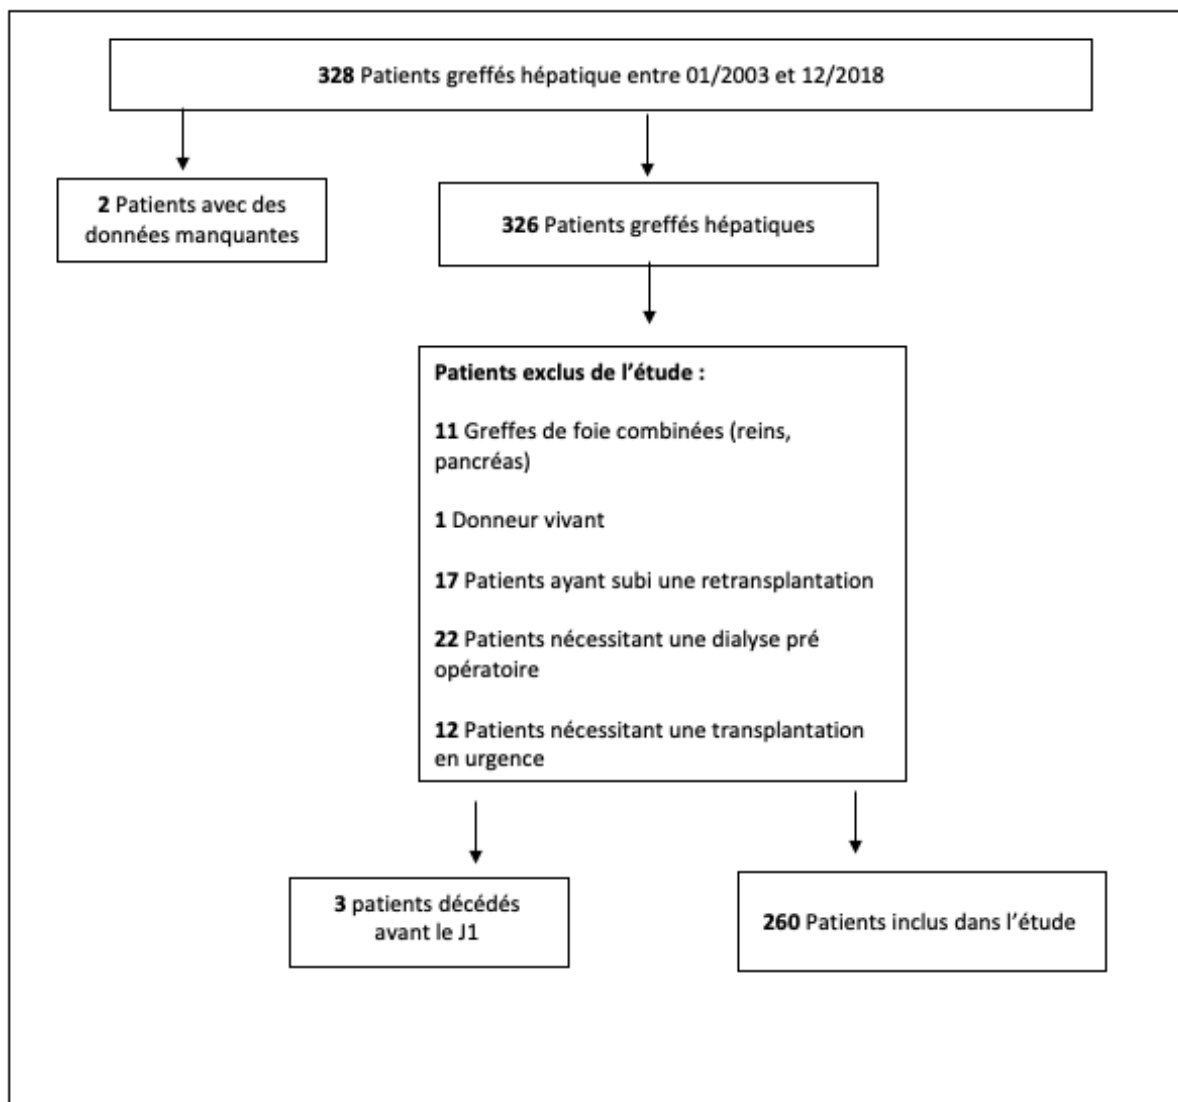 328 Patients greffés hépatique entre 01/2003 et 12/2018
2 Patients avec des
données manquantes
326 Patients greffés hépatiques
Patients exclus de l'étude :
11 Greffes de foie combinées (reins,
pancréas)
1 Donneur vivant
17 Patients ayant subi une retransplantation
22 Patients nécessitant une dialyse pré
opératoire
12 Patients nécessitant une transplantation
en urgence
3 patients décédés
avant le J1
260 Patients inclus dans l'étude